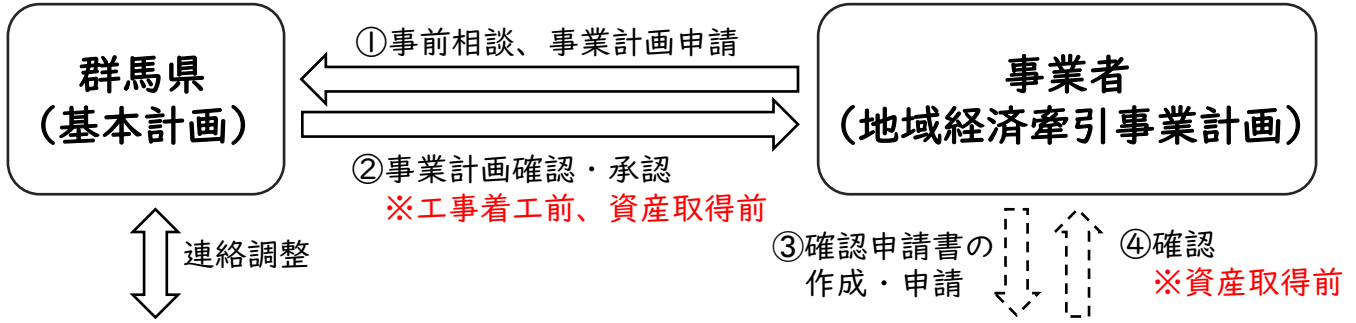 群馬県
(基本計画)
①事前相談、事業計画申請
②事業計画確認・承認
※工事着工前、資産取得前
事業者
(地域経済牽引事業計画)
連絡調整
③確認申請書の
作成・申請
④確認
※資産取得前